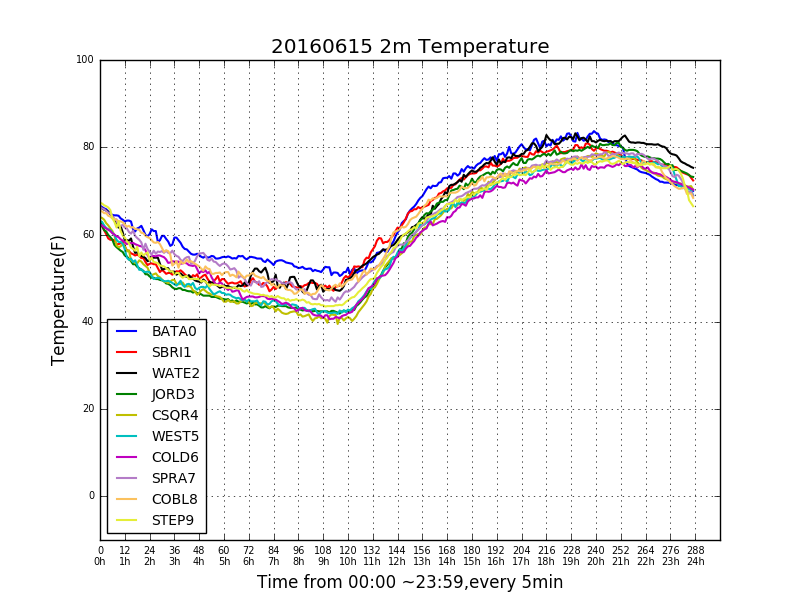 20160615 2m Temperature
100
80
60
40
20
0
Temperature(F)
BATA0
SBRI1
WATE2
JORD3
CSQR4
WEST5
COLD6
SPRA7
COBL8
STEP9
0 12 24 36 48 60 72 84 96 108 120 132 144 156 168 180 192 204 216 228 240 252 264 276 288
0h 1h 2h 3h 4h 5h 6h 7h 8h 9h 10h 11h 12h 13h 14h 15h 16h 17h 18h 19h 20h 21h 22h 23h 24h
Time from 00:00 ~23:59,every 5min